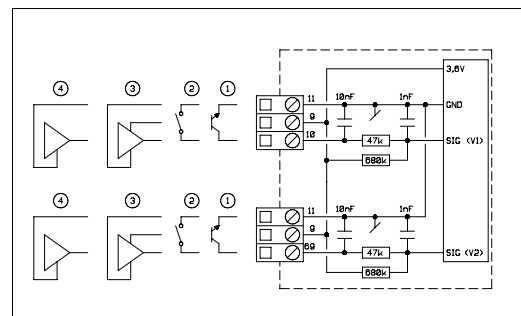 3,6V
4 3 2 1 11 10nF 1nF GND
9
10 47k SIG (V1)
680k
4 3 2 1 11 10nF 1nF
9
69 47k SIG (V2)
680k